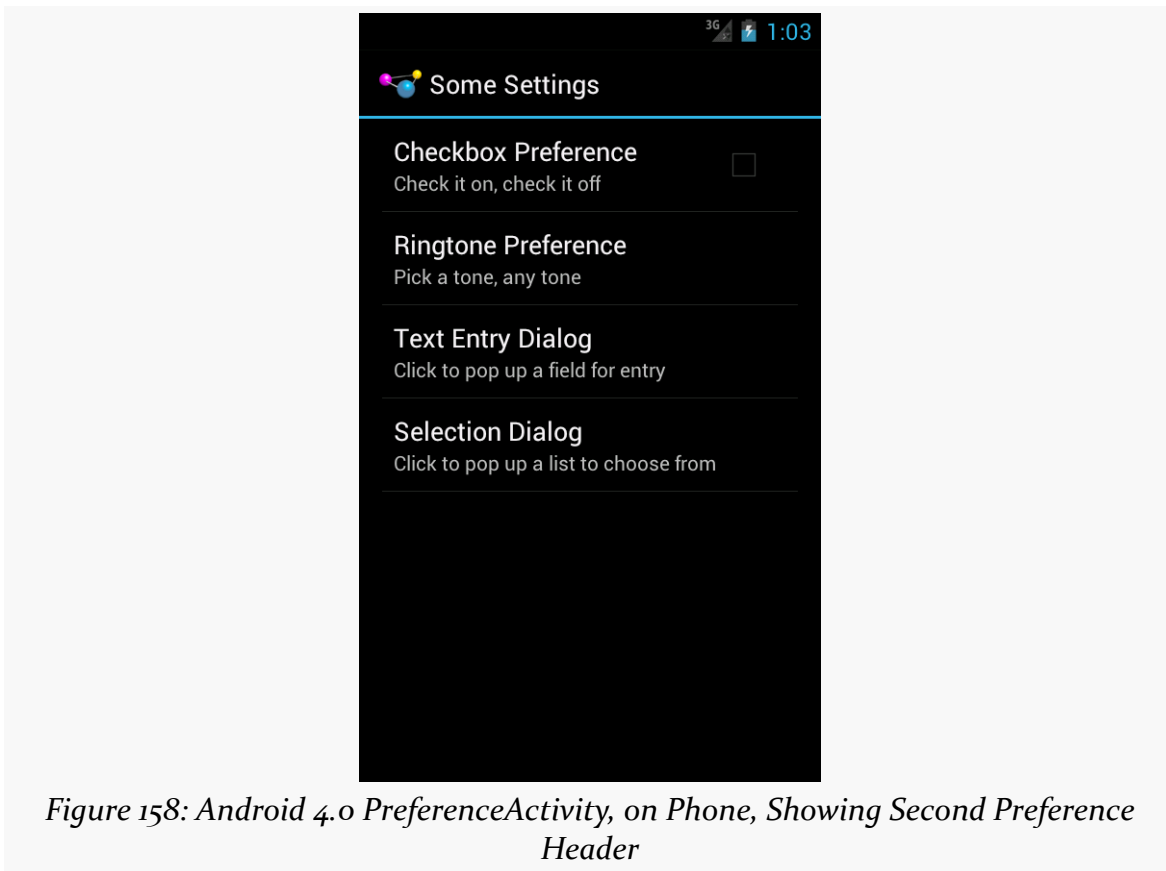 3G 1:03
Some Settings
Checkbox Preference
Check it on, check it off
Ringtone Preference
Pick a tone, any tone
Text Entry Dialog
Click to pop up a field for entry
Selection Dialog
Click to pop up a list to choose from
Figure 158: Android 4.0 PreferenceActivity, on Phone, Showing Second Preference
Header